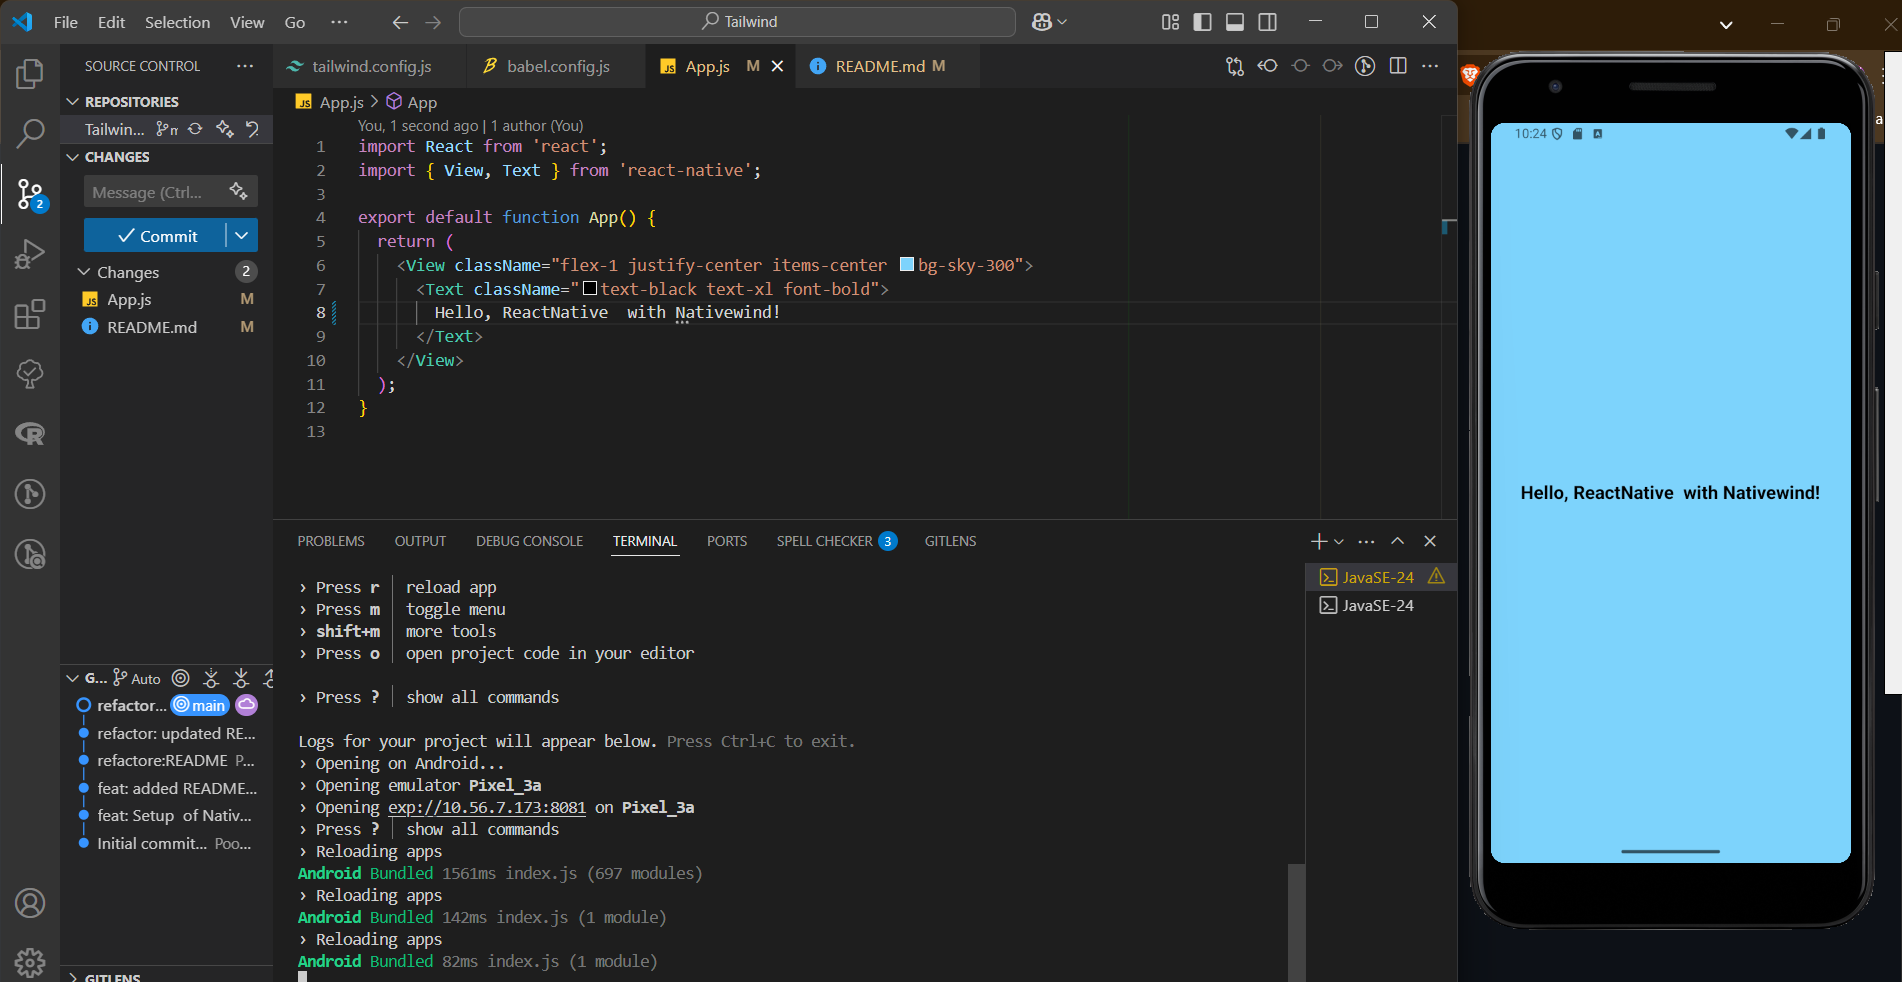 File Edit Selection View Go ··· Tailwind
SOURCE CONTROL ···
REPOSITORIES
Tailwin...
CHANGES
Message (Ctrl...
Commit
Changes 2
App.js M
README.md M
G... Auto
refactor... main
refactor: updated RE...
refactore:README P...
feat: added README...
feat: Setup of Nativ...
Initial commit... Poo...
GITLENS
2
tailwind.config.js babel.config.js App.js M README.md M
App.js > App
You, 1 second ago | 1 author (You)
1 import React from 'react';
2 import { View, Text } from 'react-native';
3
4 export default function App() {
5 return (
6 <View className="flex-1 justify-center items-center bg-sky-300">
7 <Text className="text-black text-xl font-bold">
8 Hello, ReactNative  with Nativewind!
9 </Text>
10 </View>
11 );
12 }
13
PROBLEMS OUTPUT DEBUG CONSOLE TERMINAL PORTS SPELL CHECKER 3 GITLENS
› Press r │ reload app
› Press m │ toggle menu
› shift+m │ more tools
› Press o │ open project code in your editor
› Press ? │ show all commands
Logs for your project will appear below. Press Ctrl+C to exit.
› Opening on Android...
› Opening emulator Pixel_3a
› Opening exp://10.56.7.173:8081 on Pixel_3a
› Press ? │ show all commands
› Reloading apps
Android Bundled 1561ms index.js (697 modules)
› Reloading apps
Android Bundled 142ms index.js (1 module)
› Reloading apps
Android Bundled 82ms index.js (1 module)
JavaSE-24
JavaSE-24
10:24
Hello, ReactNative  with Nativewind!